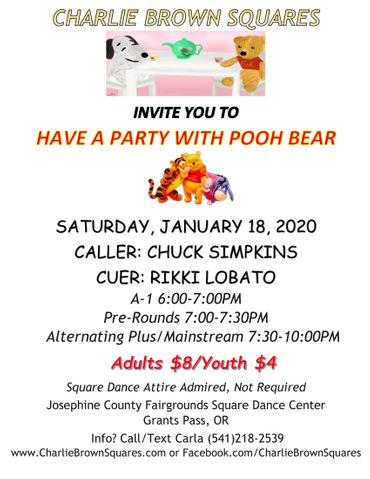 CHARLIE BROWN SQUARES
INVITE YOU TO
HAVE A PARTY WITH POOH BEAR
SATURDAY, JANUARY 18, 2020
CALLER: CHUCK SIMPKINS
CUER: RIKKI LOBATO
A-1 6:00-7:00PM
Pre-Rounds 7:00-7:30PM
Alternating Plus/Mainstream 7:30-10:00PM
Adults $8/Youth $4
Square Dance Attire Admired, Not Required
Josephine County Fairgrounds Square Dance Center
Grants Pass, OR
Info? Call/Text Carla (541)218-2539
www.CharlieBrownSquares.com or Facebook.com/CharlieBrownSquares